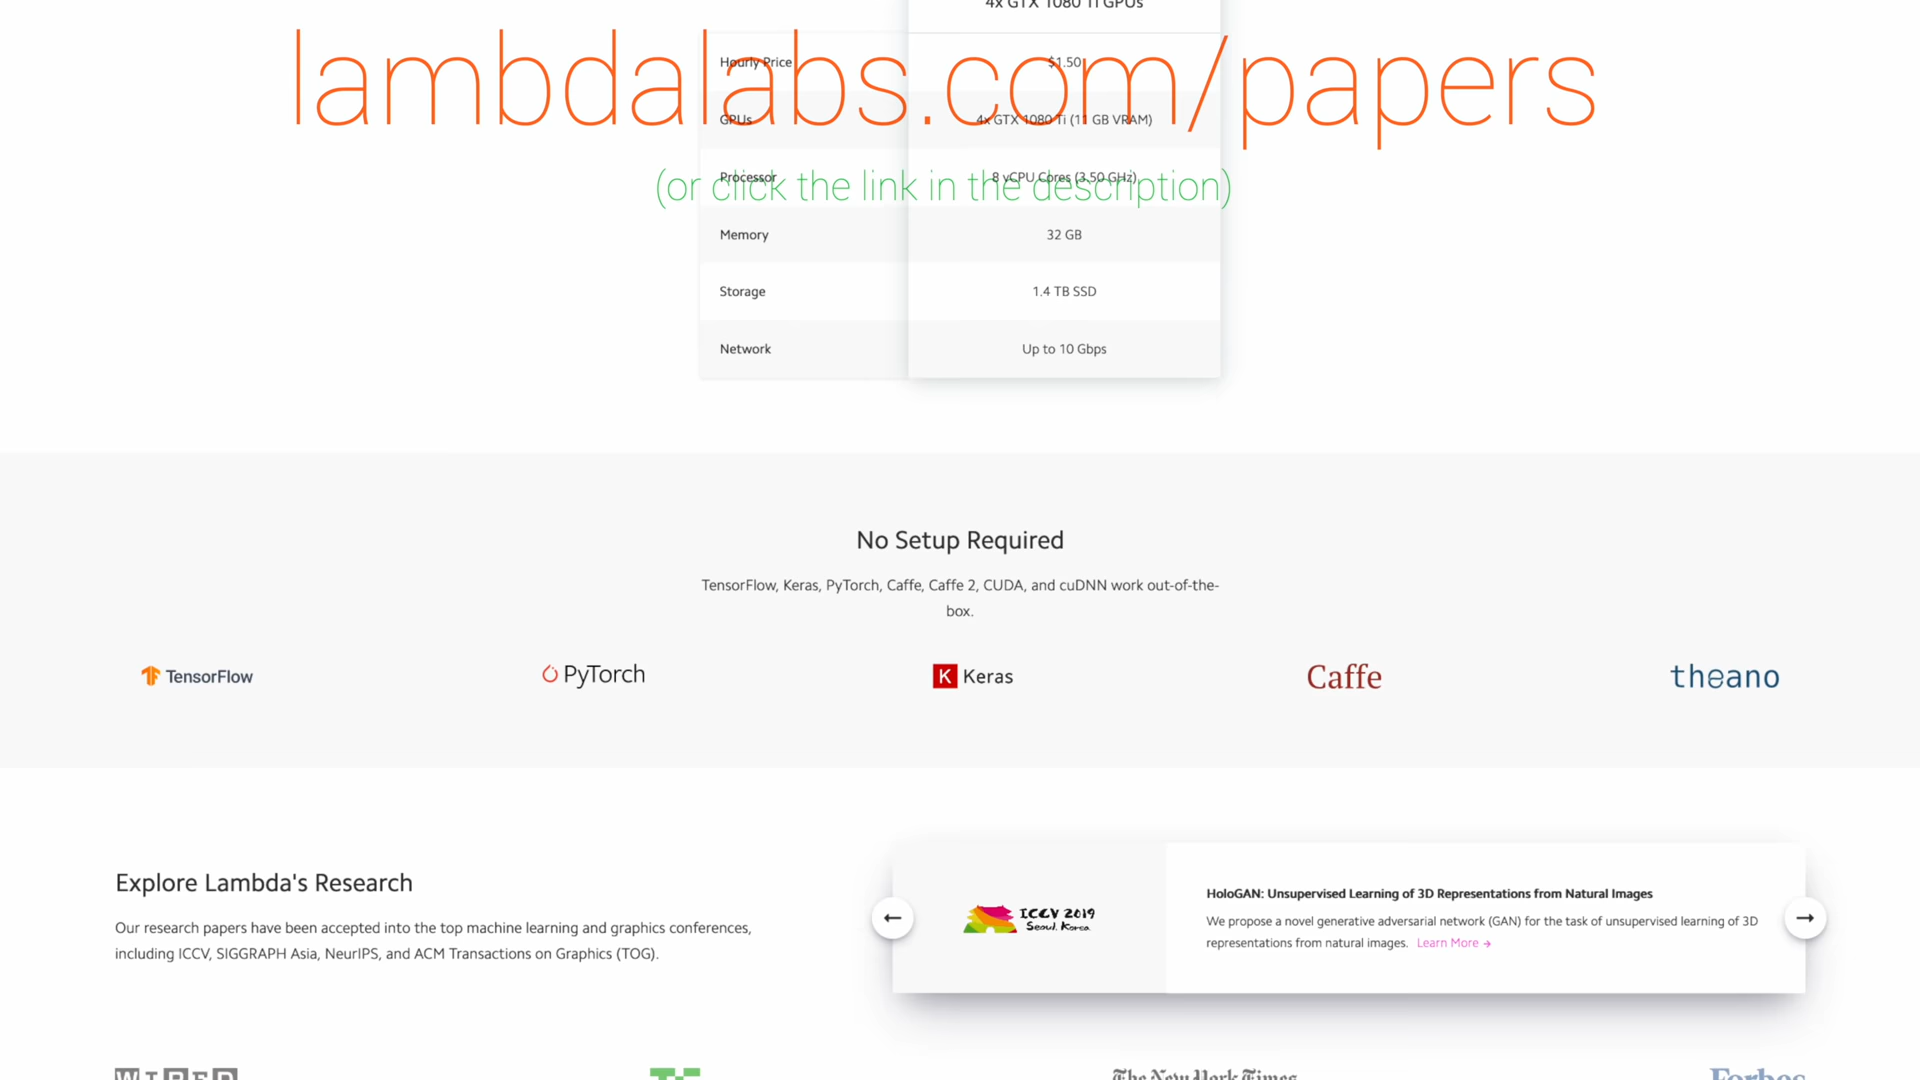 4x GTX 1080 Ti GPUs
lambdalabs.com/papers
Hourly Price $1.50
GPUs 4x GTX 1080 Ti (11 GB VRAM)
Processor 8 vCPU Cores (3.50 GHz)
(or click the link in the description)
Memory 32 GB
Storage 1.4 TB SSD
Network Up to 10 Gbps
No Setup Required
TensorFlow, Keras, PyTorch, Caffe, Caffe 2, CUDA, and cuDNN work out-of-the-
box.
TensorFlow PyTorch K Keras Caffe theano
Explore Lambda's Research
Our research papers have been accepted into the top machine learning and graphics conferences,
including ICCV, SIGGRAPH Asia, NeurIPS, and ACM Transactions on Graphics (TOG).
ICCV 2019
Seoul. Korea
HoloGAN: Unsupervised Learning of 3D Representations from Natural Images
We propose a novel generative adversarial network (GAN) for the task of unsupervised learning of 3D
representations from natural images. Learn More →
WIRED The New York Times Forbes